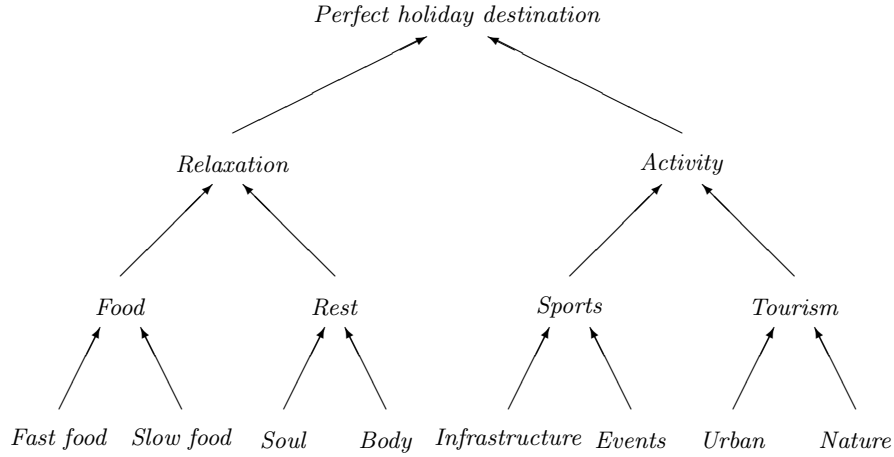 Perfect holiday destination
Relaxation Activity
Food Rest Sports Tourism
Fast food Slow food Soul Body Infrastructure Events Urban Nature